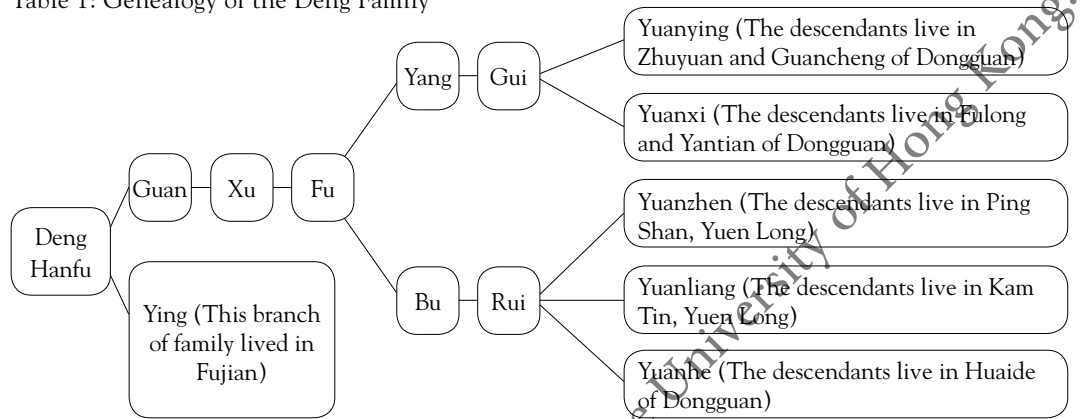 Table 1: Genealogy of the Deng Family
Deng
Hanfu
Guan
Xu
Fu
Ying (This branch
of family lived in
Fujian)
Yang
Gui
Bu
Rui
Yuanying (The descendants live in
Zhuyuan and Guancheng of Dongguan)
Yuanxi (The descendants live in Fulong
and Yantian of Dongguan)
Yuanzhen (The descendants live in Ping
Shan, Yuen Long)
Yuanliang (The descendants live in Kam
Tin, Yuen Long)
Yuanhe (The descendants live in Huaide
of Dongguan)
University of Hong Kong.